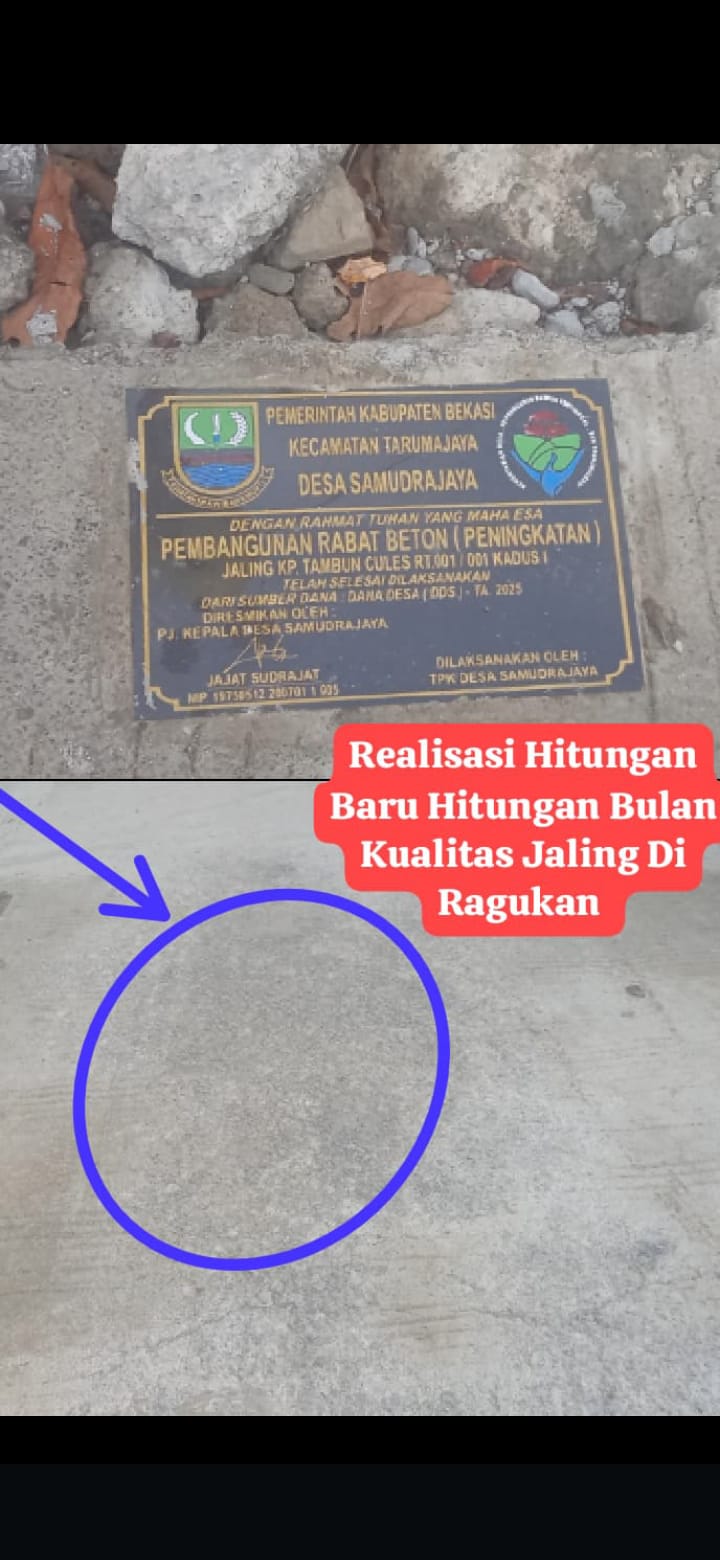 PEMERINTAH KABUPATEN BEKASI
KECAMATAN TARUMAJAYA
DESA SAMUDRAJAYA
DENGAN RAHMAT TUHAN YANG MAHA ESA
PEMBANGUNAN RABAT BETON ( PENINGKATAN )
JALING KP. TAMBUN CULES RT.001 / 001 KADUS I
TELAH SELESAI DILAKSANAKAN
DARI SUMBER DANA : DANA DESA ( DDS ) - TA. 2025
DIRESMIKAN OLEH :
PJ. KEPALA DESA SAMUDRAJAYA
JAJAT SUDRAJAT
NIP
DILAKSANAKAN OLEH :
TPK DESA SAMUDRAJAYA
Realisasi Hitungan
Baru Hitungan Bulan
Kualitas Jaling Di
Ragukan